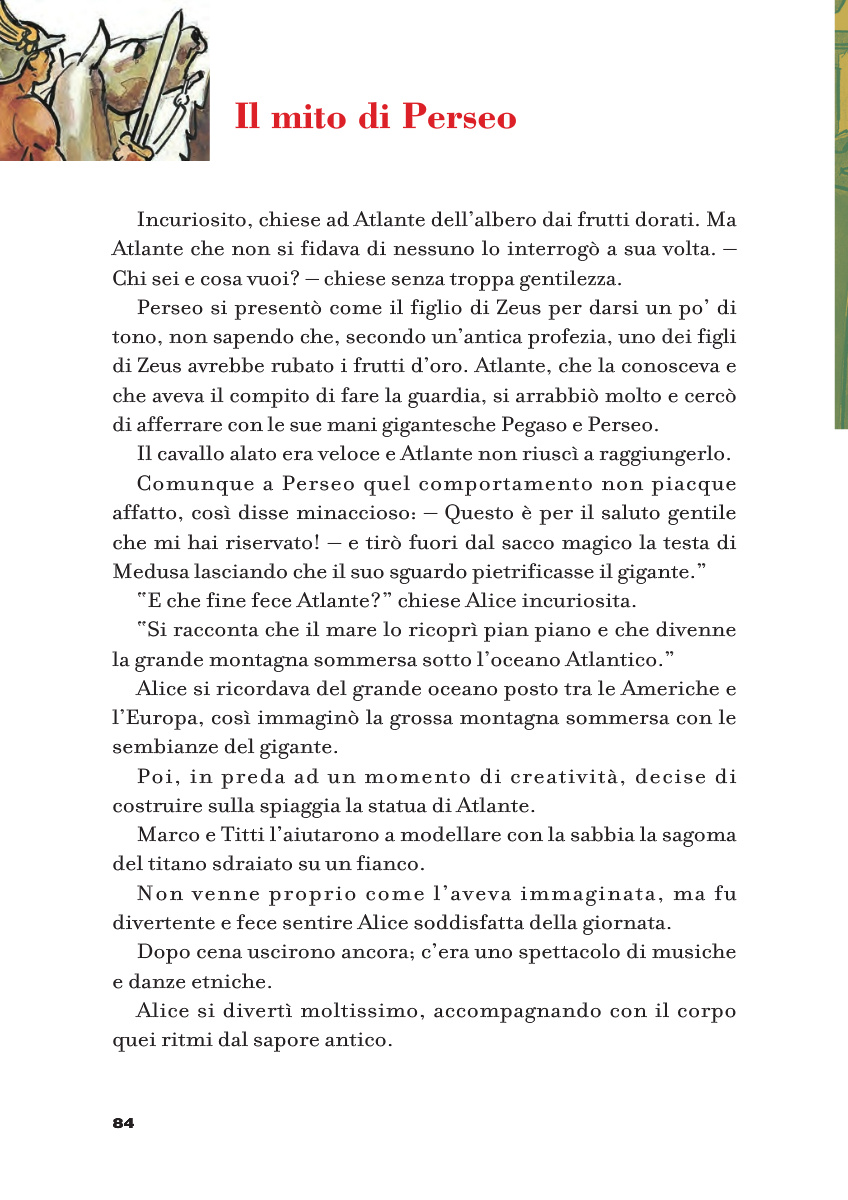 Il mito di Perseo
Incuriosito, chiese ad Atlante dell’albero dai frutti dorati. Ma
Atlante che non si fidava di nessuno lo interrogò a sua volta. –
Chi sei e cosa vuoi? – chiese senza troppa gentilezza.
Perseo si presentò come il figlio di Zeus per darsi un po’ di
tono, non sapendo che, secondo un’antica profezia, uno dei figli
di Zeus avrebbe rubato i frutti d’oro. Atlante, che la conosceva e
che aveva il compito di fare la guardia, si arrabbiò molto e cercò
di afferrare con le sue mani gigantesche Pegaso e Perseo.
Il cavallo alato era veloce e Atlante non riuscì a raggiungerlo.
Comunque a Perseo quel comportamento non piacque
affatto, così disse minaccioso: – Questo è per il saluto gentile
che mi hai riservato! – e tirò fuori dal sacco magico la testa di
Medusa lasciando che il suo sguardo pietrificasse il gigante.”
“E che fine fece Atlante?” chiese Alice incuriosita.
“Si racconta che il mare lo ricoprì pian piano e che divenne
la grande montagna sommersa sotto l’oceano Atlantico.”
Alice si ricordava del grande oceano posto tra le Americhe e
l’Europa, così immaginò la grossa montagna sommersa con le
sembianze del gigante.
Poi, in preda ad un momento di creatività, decise di
costruire sulla spiaggia la statua di Atlante.
Marco e Titti l’aiutarono a modellare con la sabbia la sagoma
del titano sdraiato su un fianco.
Non venne proprio come l’aveva immaginata, ma fu
divertente e fece sentire Alice soddisfatta della giornata.
Dopo cena uscirono ancora; c’era uno spettacolo di musiche
e danze etniche.
Alice si divertì moltissimo, accompagnando con il corpo
quei ritmi dal sapore antico.
84